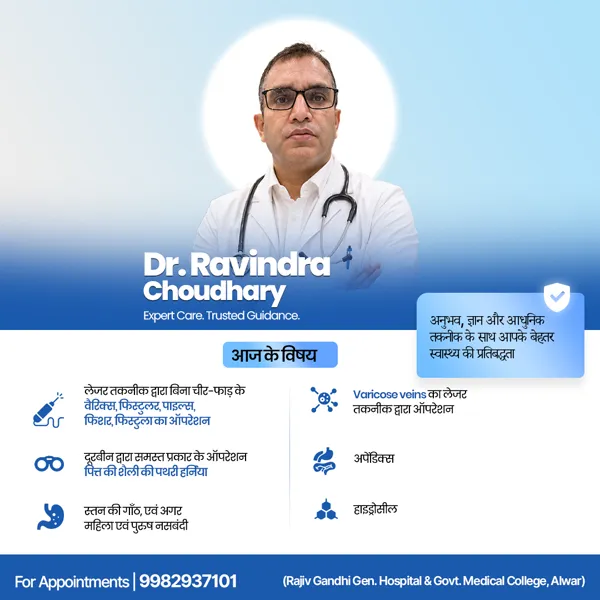 Dr. Ravindra
Choudhary
Expert Care. Trusted Guidance.
अनुभव, ज्ञान और आधुनिक
तकनीक के साथ आपके बेहतर
स्वास्थ्य की प्रतिबद्धता
आज के विषय
लेजर तकनीक द्वारा बिना चीर-फाड़ के
वैरिक्स, फिस्टुलर, पाइल्स,
फिशर, फिस्टुला का ऑपरेशन
दूरबीन द्वारा समस्त प्रकार के ऑपरेशन
पित्त की शैली की पथरी हर्निया
स्तन की गाँठ, एवं अगर
महिला एवं पुरुष नसबंदी
Varicose veins का लेजर
तकनीक द्वारा ऑपरेशन
अपेंडिक्स
हाइड्रोसील
For Appointments | 9982937101
(Rajiv Gandhi Gen. Hospital & Govt. Medical College, Alwar)